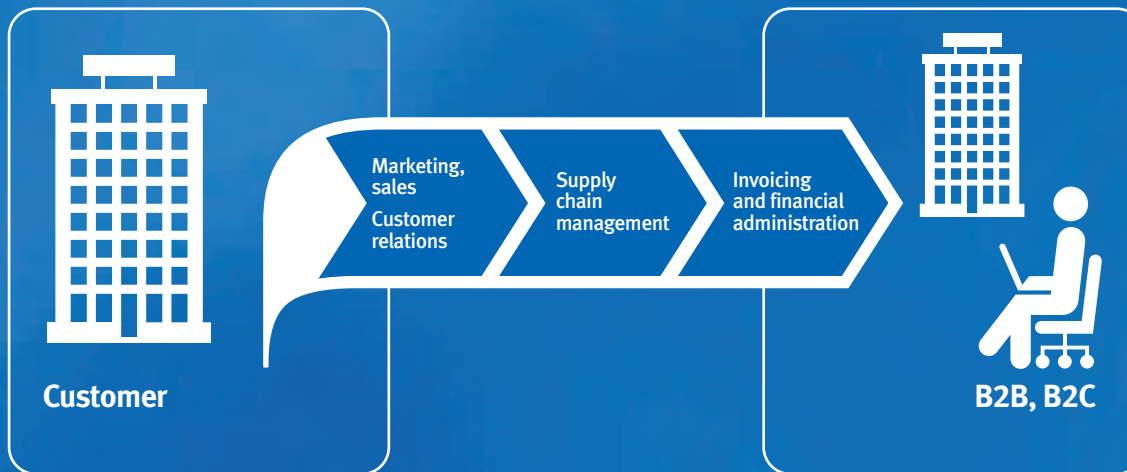 Marketing,
sales
Customer
relations
Supply
chain
management
Invoicing
and financial
administration
Customer
B2B, B2C